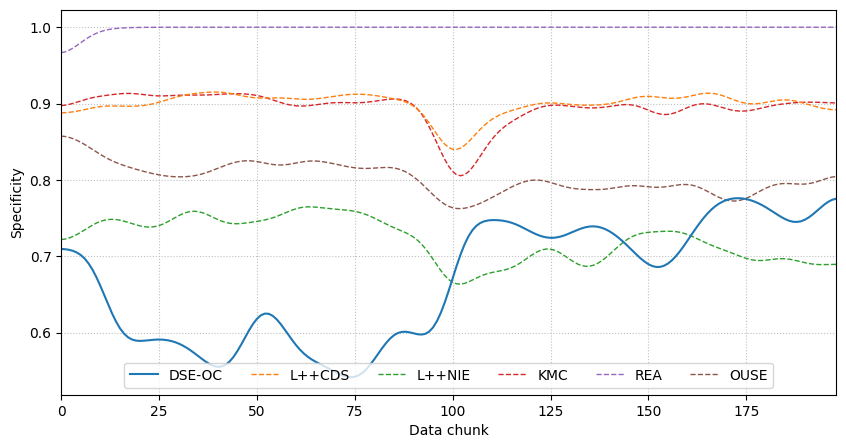 1.0
0.9
0.8
0.7
0.6
Specificity
DSE-OC L++CDS L++NIE KMC REA OUSE
0 25 50 75 100 125 150 175
Data chunk